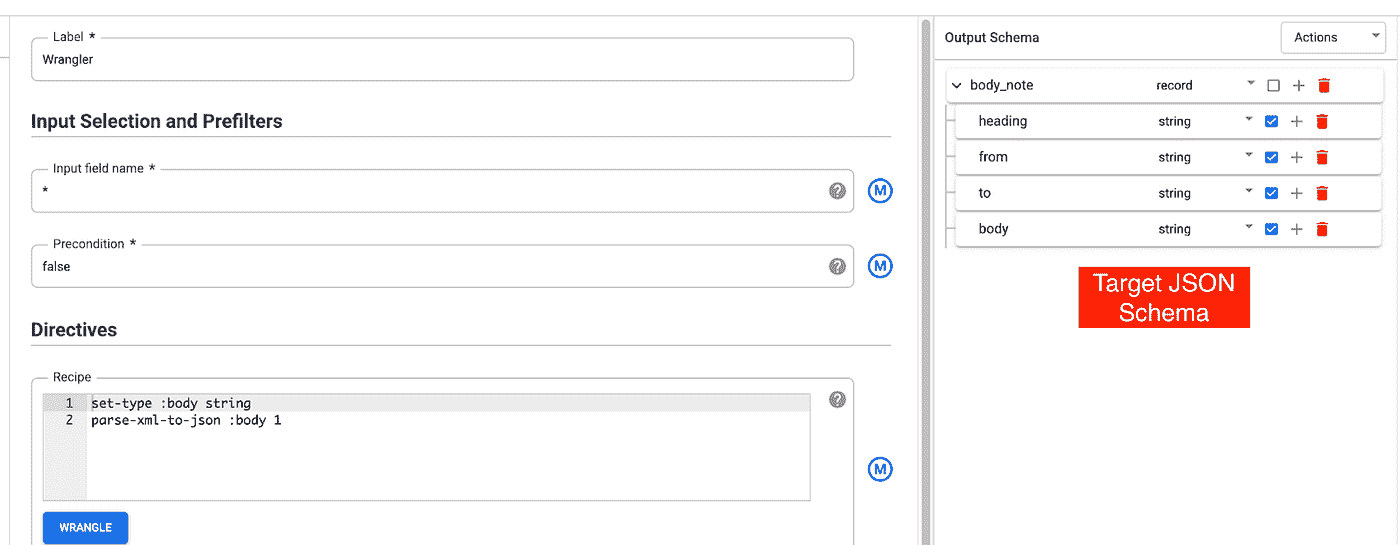 Label *
Wrangler
Input Selection and Prefilters
Input field name *
*
M
Precondition *
false
M
Directives
Recipe
1 set-type :body string
2 parse-xml-to-json :body 1
M
WRANGLE
Output Schema
Actions
body_note record
heading string
from string
to string
body string
Target JSON
Schema